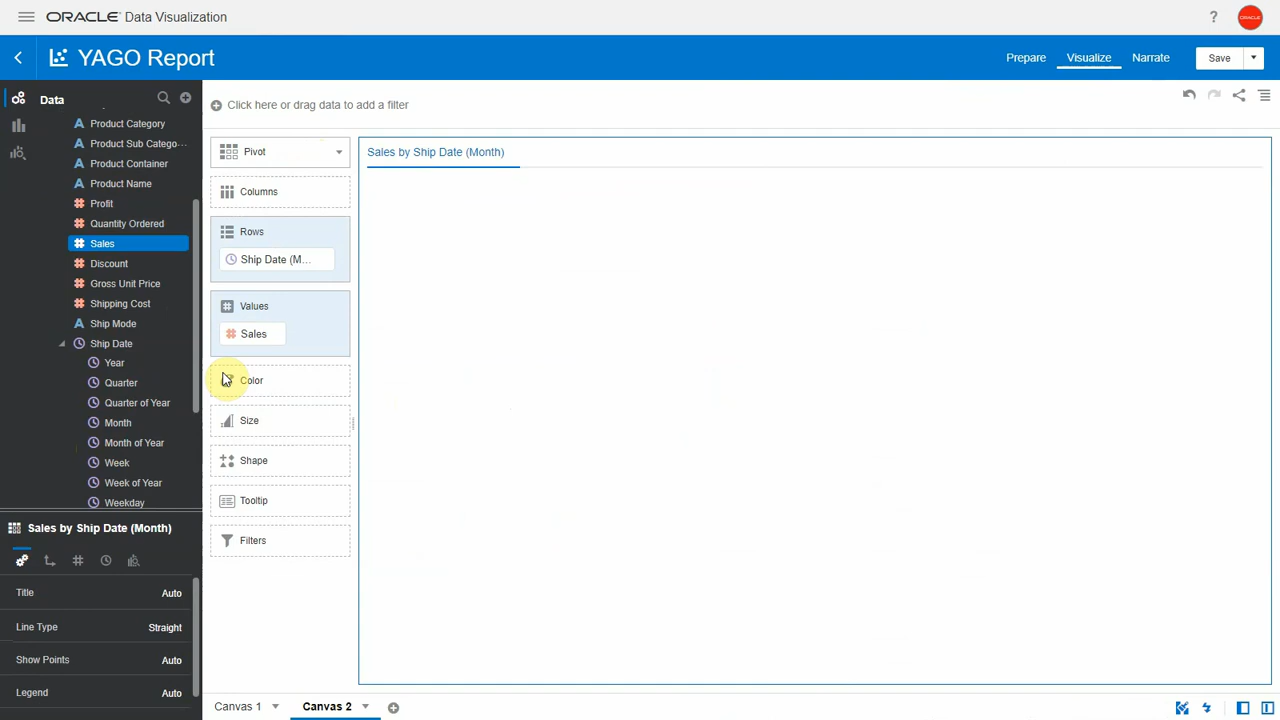 ORACLE Data Visualization
?
ORACLE
YAGO Report
Prepare
Visualize
Narrate
Save
Data
Click here or drag data to add a filter
Product Category
Product Sub Catego...
Product Container
Product Name
Profit
Quantity Ordered
Sales
Discount
Gross Unit Price
Shipping Cost
Ship Mode
Ship Date
Year
Quarter
Quarter of Year
Month
Month of Year
Week
Week of Year
Weekday
Sales by Ship Date (Month)
Title
Auto
Line Type
Straight
Show Points
Auto
Legend
Auto
Pivot
Columns
Rows
Ship Date (M...
Values
Sales
Color
Size
Shape
Tooltip
Filters
Sales by Ship Date (Month)
Canvas 1
Canvas 2